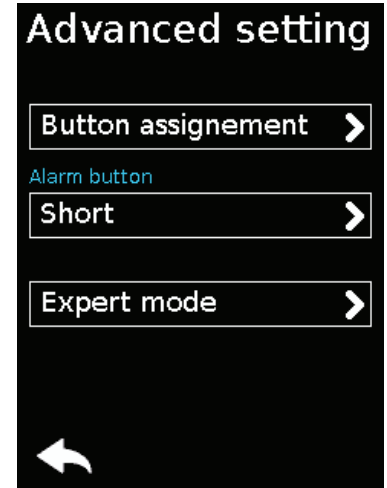 Advanced setting
Button assignement
Alarm button
Short
Expert mode